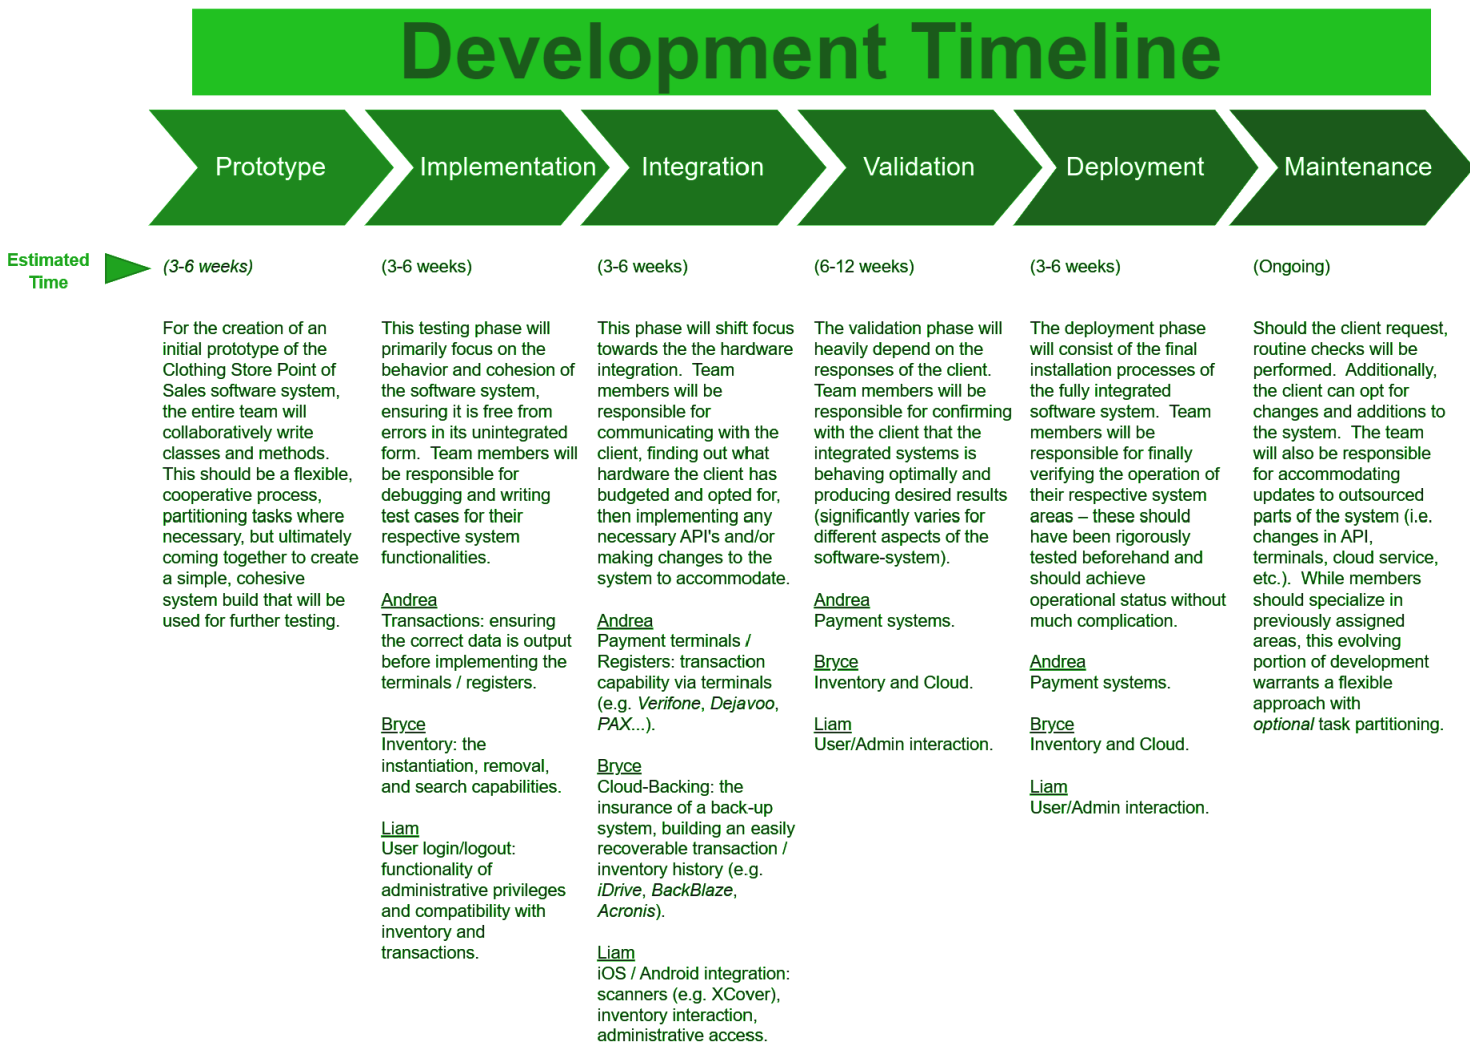 Development Timeline
Prototype
Implementation
Integration
Validation
Deployment
Maintenance
Estimated
Time
(3-6 weeks)
(3-6 weeks)
(3-6 weeks)
(6-12 weeks)
(3-6 weeks)
(Ongoing)
For the creation of an
initial prototype of the
Clothing Store Point of
Sales software system,
the entire team will
collaboratively write
classes and methods.
This should be a flexible,
cooperative process,
partitioning tasks where
necessary, but ultimately
coming together to create
a simple, cohesive
system build that will be
used for further testing.
This testing phase will
primarily focus on the
behavior and cohesion of
the software system,
ensuring it is free from
errors in its unintegrated
form.  Team members will
be responsible for
debugging and writing
test cases for their
respective system
functionalities.
Andrea
Transactions: ensuring
the correct data is output
before implementing the
terminals / registers.
Bryce
Inventory: the
instantiation, removal,
and search capabilities.
Liam
User login/logout:
functionality of
administrative privileges
and compatibility with
inventory and
transactions.
This phase will shift focus
towards the the hardware
integration.  Team
members will be
responsible for
communicating with the
client, finding out what
hardware the client has
budgeted and opted for,
then implementing any
necessary API's and/or
making changes to the
system to accommodate.
Andrea
Payment terminals /
Registers: transaction
capability via terminals
(e.g. Verifone, Dejavoo,
PAX...).
Bryce
Cloud-Backing: the
insurance of a back-up
system, building an easily
recoverable transaction /
inventory history (e.g.
iDrive, BackBlaze,
Acronis).
Liam
iOS / Android integration:
scanners (e.g. XCover),
inventory interaction,
administrative access.
The validation phase will
heavily depend on the
responses of the client.
Team members will be
responsible for confirming
with the client that the
integrated systems is
behaving optimally and
producing desired results
(significantly varies for
different aspects of the
software-system).
Andrea
Payment systems.
Bryce
Inventory and Cloud.
Liam
User/Admin interaction.
The deployment phase
will consist of the final
installation processes of
the fully integrated
software system.  Team
members will be
responsible for finally
verifying the operation of
their respective system
areas – these should
have been rigorously
tested beforehand and
should achieve
operational status without
much complication.
Andrea
Payment systems.
Bryce
Inventory and Cloud.
Liam
User/Admin interaction.
Should the client request,
routine checks will be
performed.  Additionally,
the client can opt for
changes and additions to
the system.  The team
will also be responsible
for accommodating
updates to outsourced
parts of the system (i.e.
changes in API,
terminals, cloud service,
etc.).  While members
should specialize in
previously assigned
areas, this evolving
portion of development
warrants a flexible
approach with
optional task partitioning.